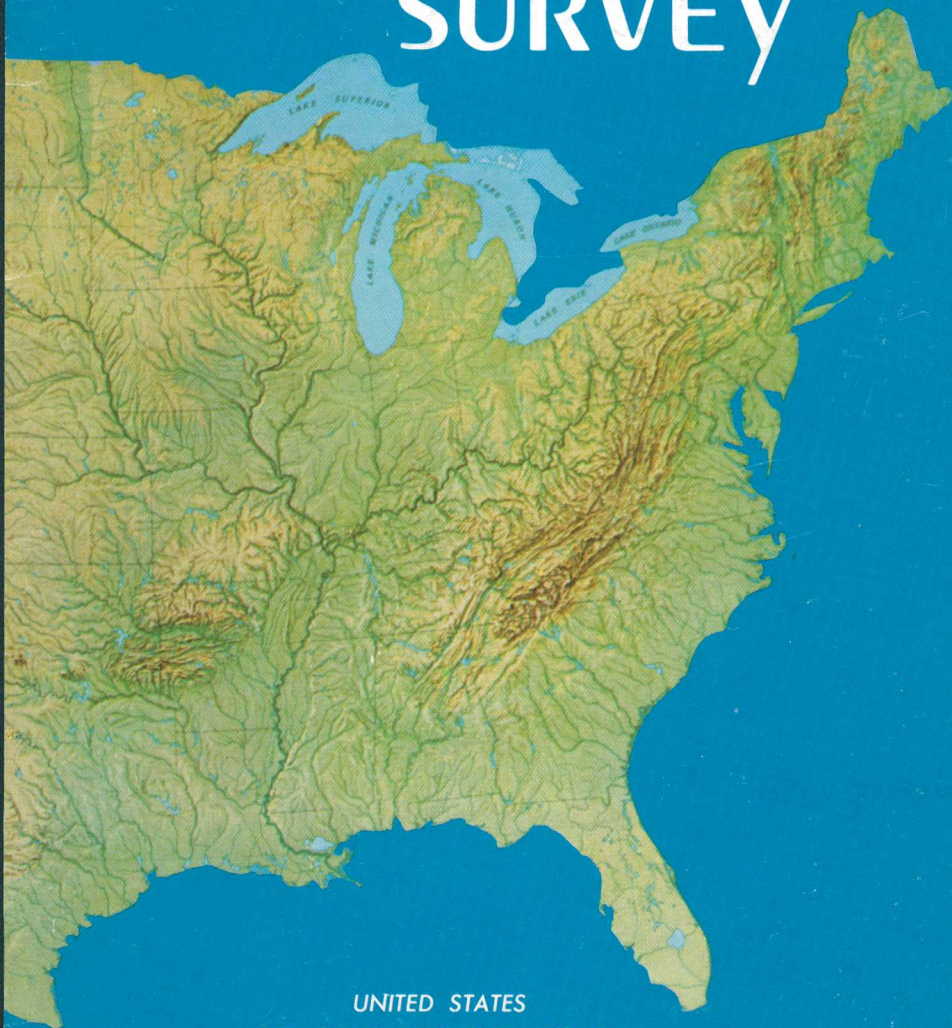 SURVEY
LAKE SUPERIOR
LAKE MICHIGAN
LAKE HURON
LAKE ONTARIO
LAKE ERIE
UNITED STATES